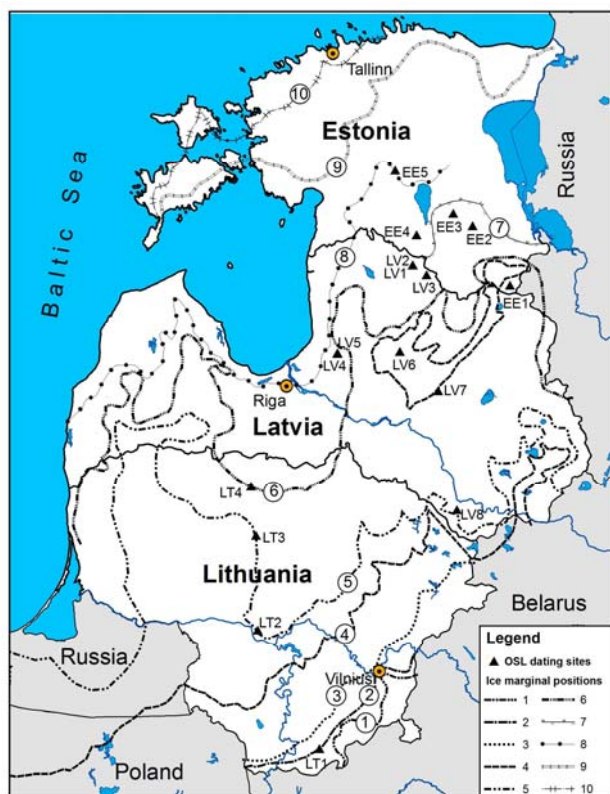 Tallinn
10
Estonia
Baltic Sea
9
EE5
Russia
EE3
7
EE4
EE2
8
LV2
LV1
LV3
EE1
LV5
LV4
LV6
LV7
Riga
Latvia
LT4
6
LV8
LT3
Lithuania
5
Belarus
LT2
4
Russia
Vilnius
3
2
1
LT1
Poland
Legend
OSL dating sites
Ice marginal positions
1 6
2 7
3 8
4 9
5 10